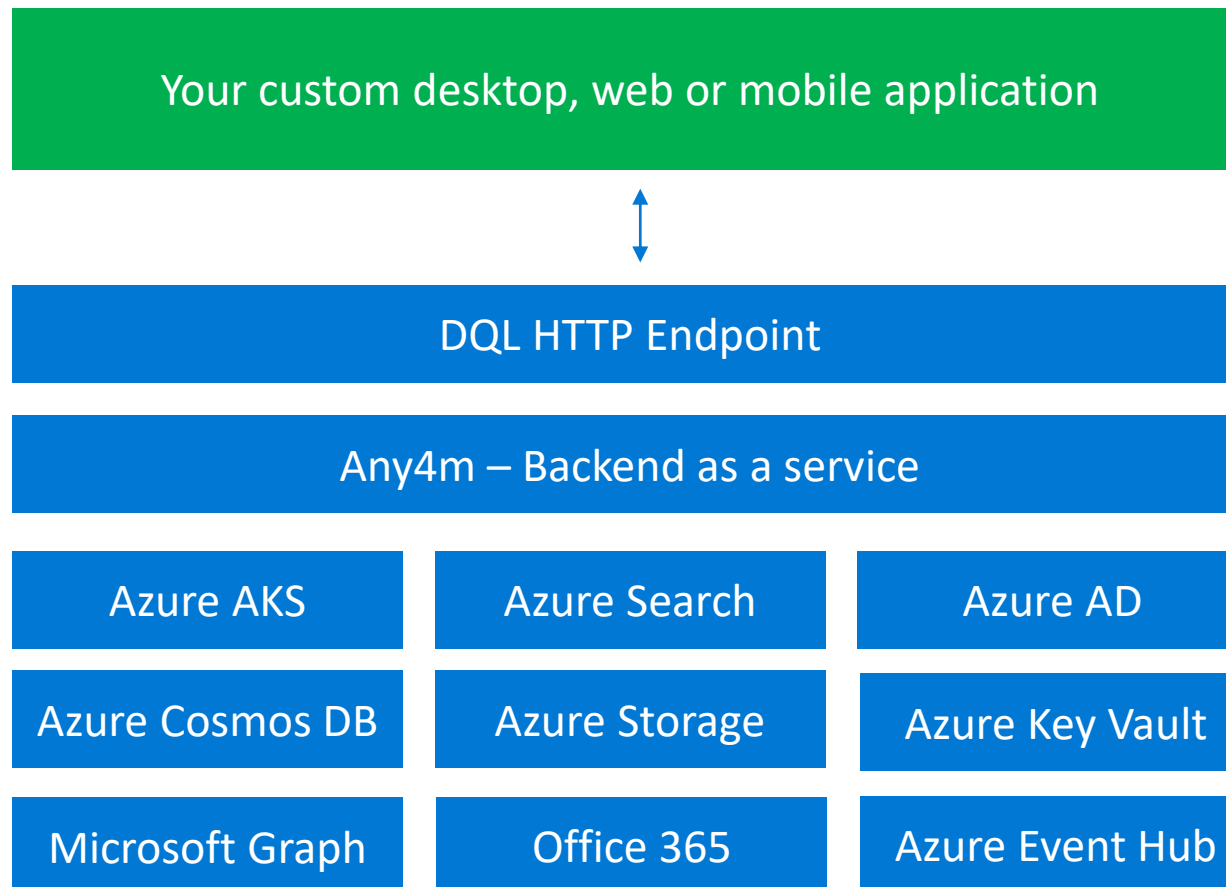 Your custom desktop, web or mobile application
DQL HTTP Endpoint
Any4m – Backend as a service
Azure AKS
Azure Search
Azure AD
Azure Cosmos DB
Azure Storage
Azure Key Vault
Microsoft Graph
Office 365
Azure Event Hub